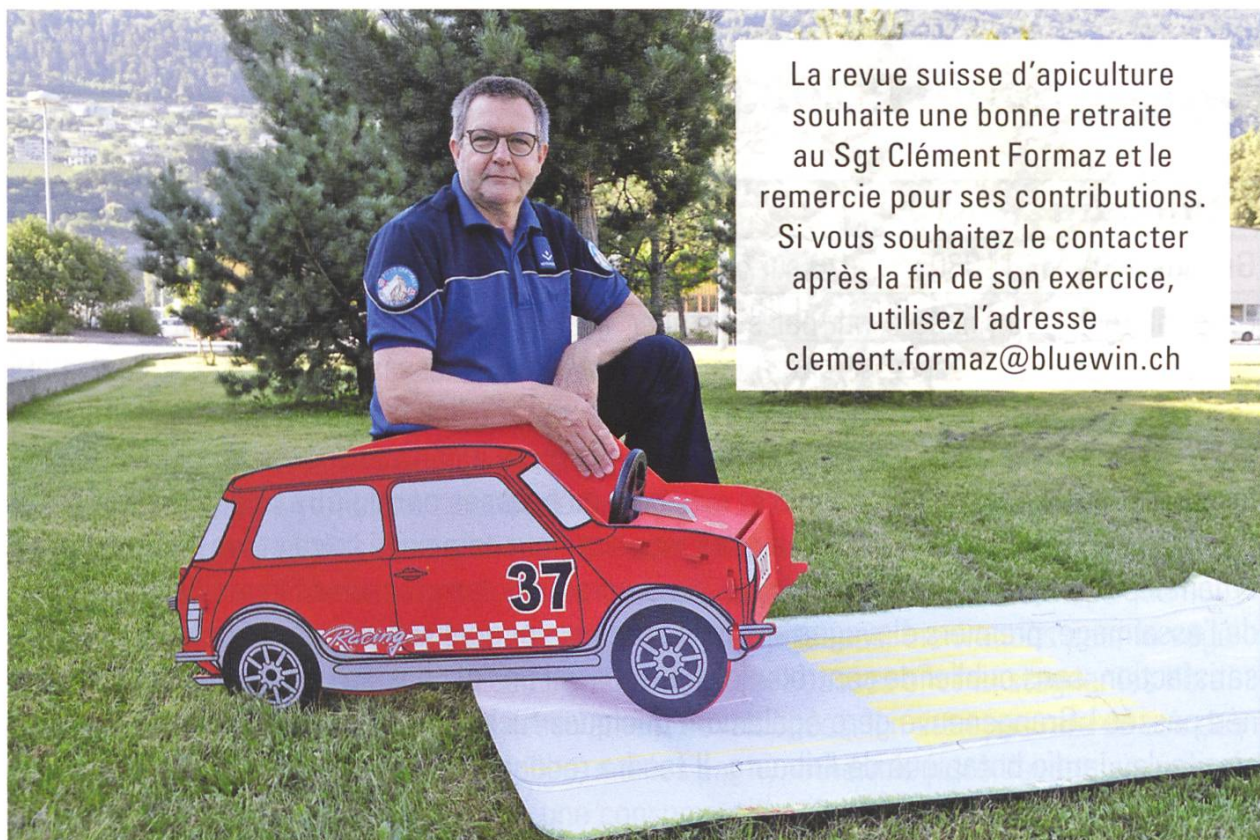 La revue suisse d'apiculture
souhaite une bonne retraite
au Sgt Clément Formaz et le
remercie pour ses contributions.
Si vous souhaitez le contacter
après la fin de son exercice,
utilisez l'adresse
clement.formaz@bluewin.ch
37
Racing